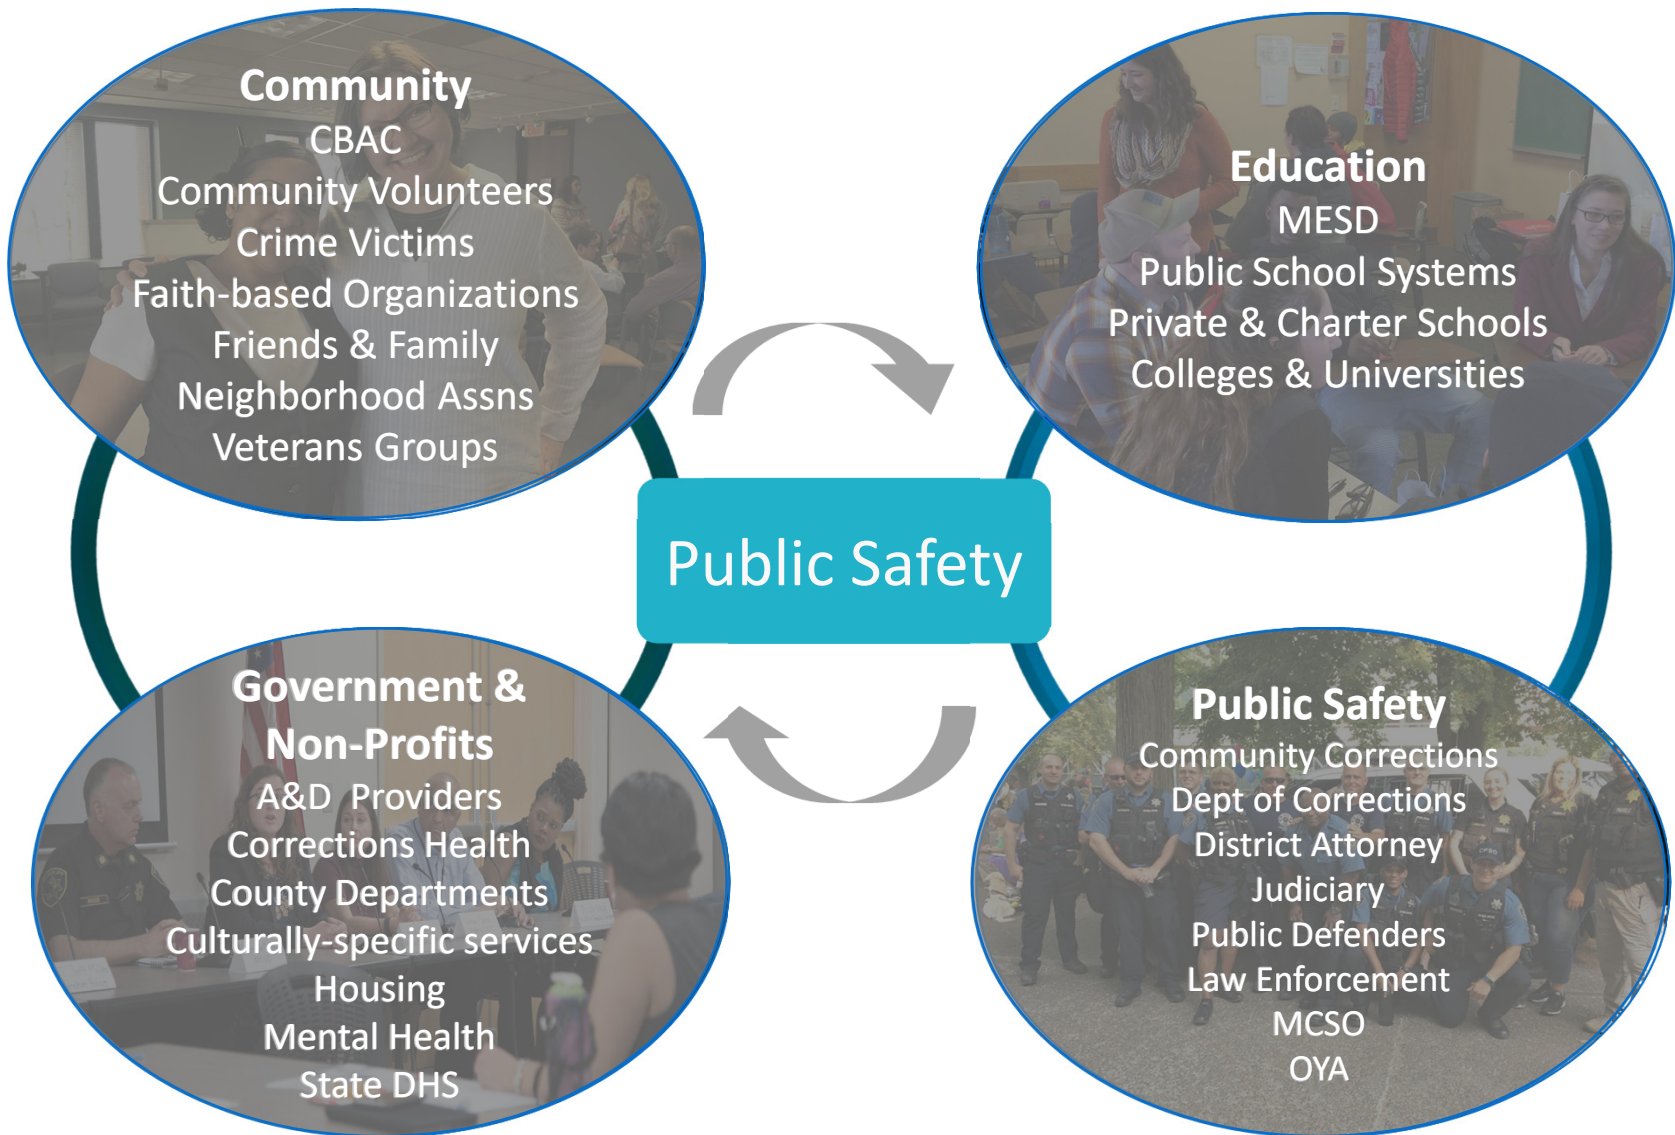 Community
CBAC
Community Volunteers
Crime Victims
Faith-based Organizations
Friends & Family
Neighborhood Assns
Veterans Groups
Education
MESD
Public School Systems
Private & Charter Schools
Colleges & Universities
Public Safety
Government &
Non-Profits
A&D Providers
Corrections Health
County Departments
Culturally-specific services
Housing
Mental Health
State DHS
Public Safety
Community Corrections
Dept of Corrections
District Attorney
Judiciary
Public Defenders
Law Enforcement
MCSO
OYA